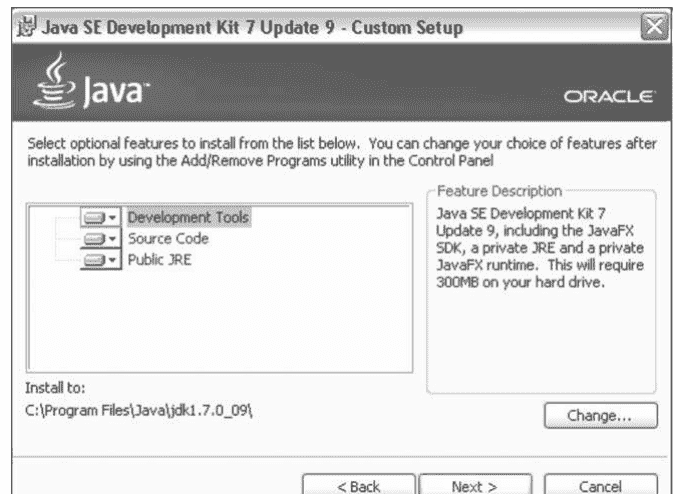 Java SE Development Kit 7 Update 9 - Custom Setup
Java™
ORACLE
Select optional features to install from the list below. You can change your choice of features after
installation by using the Add/Remove Programs utility in the Control Panel
Development Tools
Source Code
Public JRE
Feature Description
Java SE Development Kit 7
Update 9, including the JavaFX
SDK, a private JRE and a private
JavaFX runtime. This will require
300MB on your hard drive.
Install to:
C:\Program Files\Java\jdk1.7.0_09\
Change...
< Back
Next >
Cancel